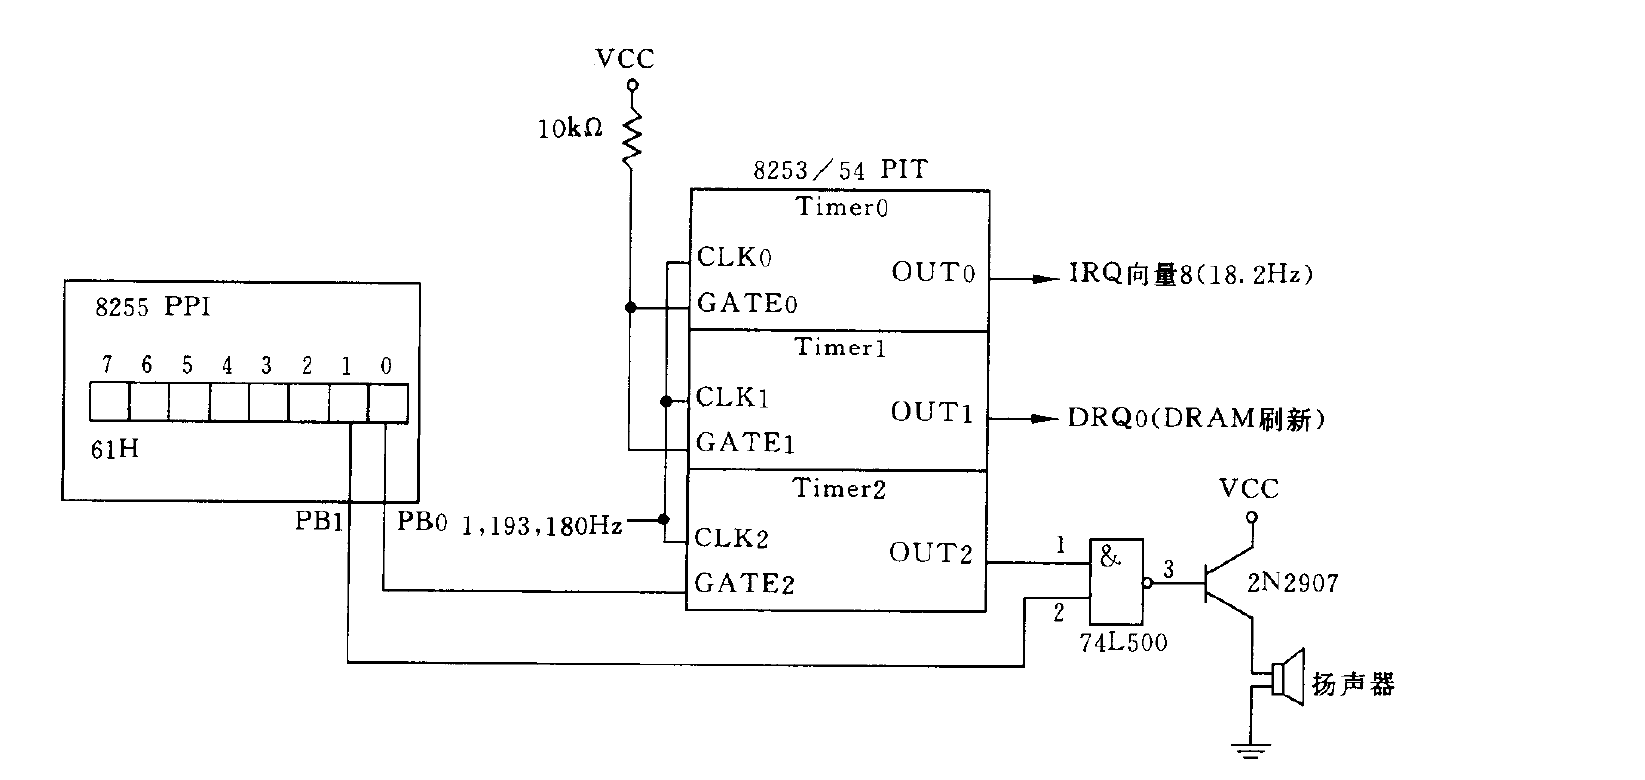 VCC
10kΩ
8253/54 PIT
Timer0
CLK0
OUT0
IRQ向量8(18.2Hz)
GATE0
8255 PPI
7 6 5 4 3 2 1 0
61H
Timer1
CLK1
OUT1
DRQ0(DRAM刷新)
GATE1
Timer2
PB1
PB0
1,193,180Hz
CLK2
OUT2
GATE2
VCC
1
&
3
2
2N2907
74L500
扬声器